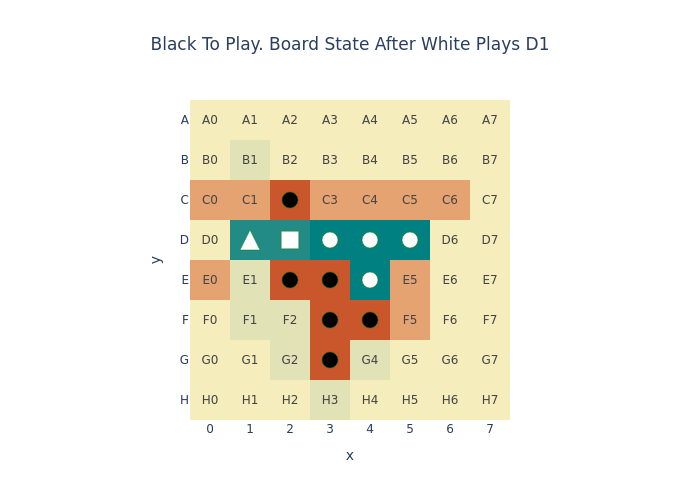 Black To Play. Board State After White Plays D1
A A0 A1 A2 A3 A4 A5 A6 A7
B B0 B1 B2 B3 B4 B5 B6 B7
C C0 C1 C3 C4 C5 C6 C7
D D0 D6 D7
y
E E0 E1 E5 E6 E7
F F0 F1 F2 F5 F6 F7
G G0 G1 G2 G4 G5 G6 G7
H H0 H1 H2 H3 H4 H5 H6 H7
0 1 2 3 4 5 6 7
x